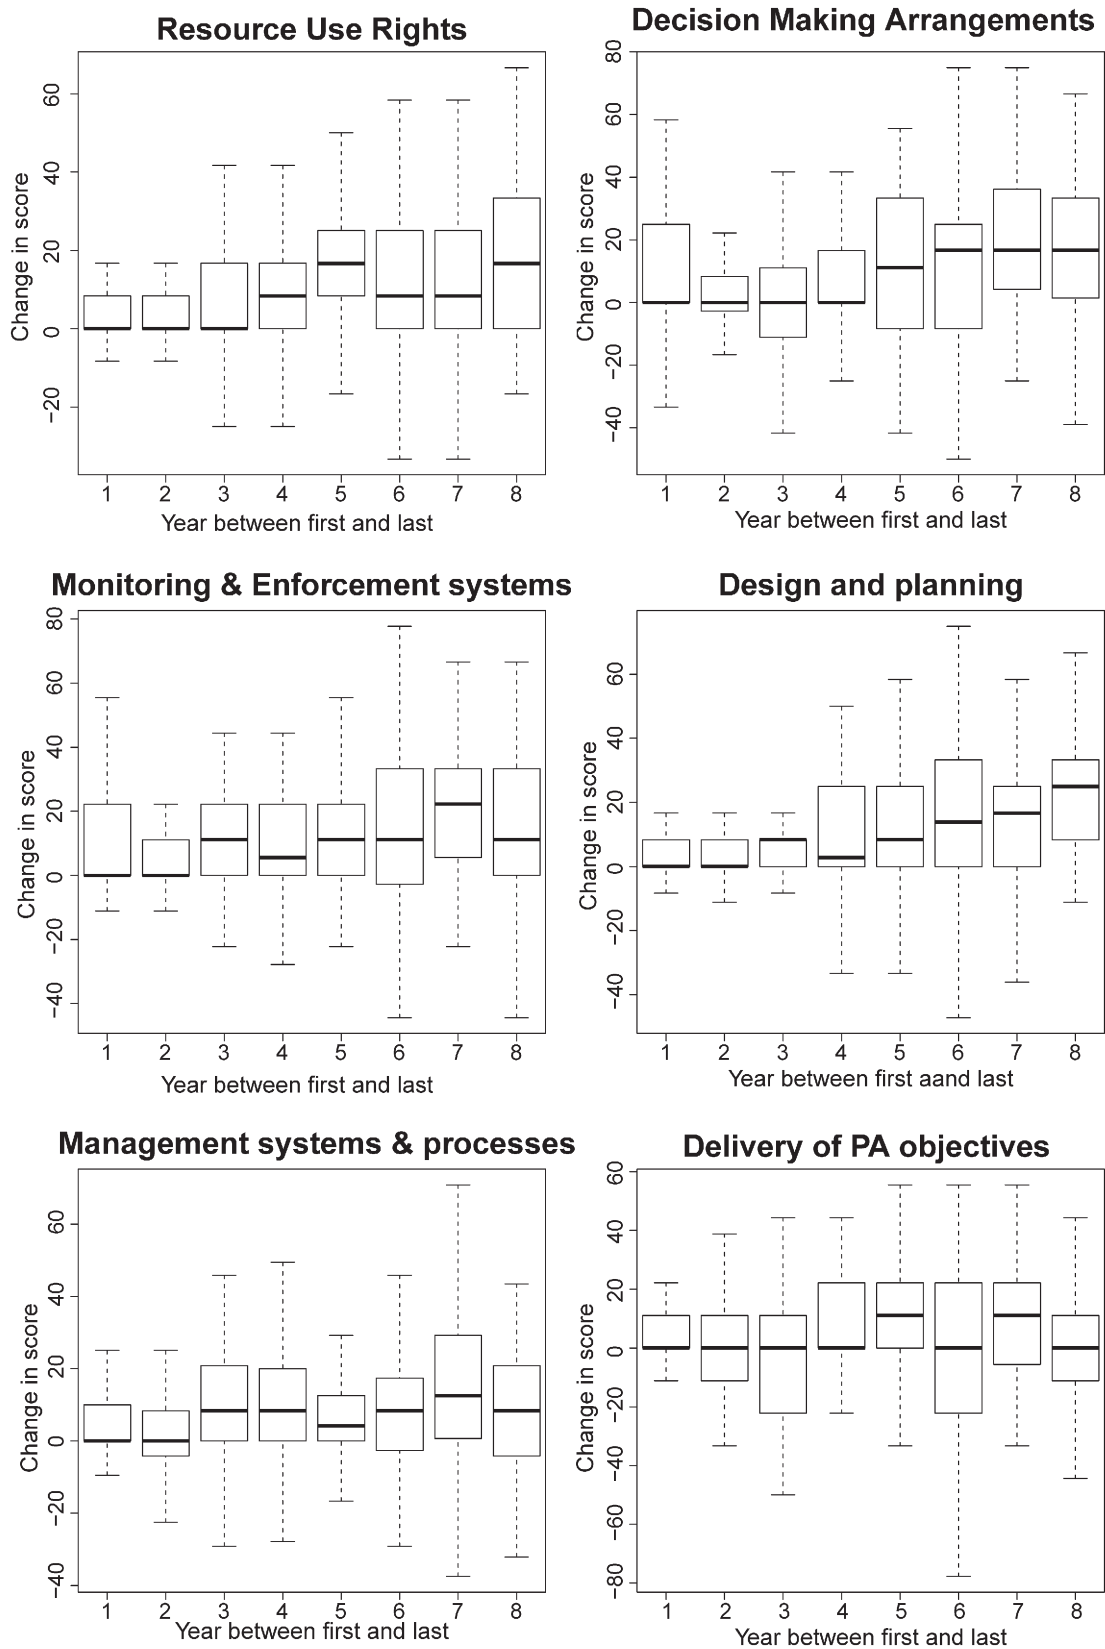 Resource Use Rights
Change in score
60
40
20
0
−20
1 2 3 4 5 6 7 8
Year between first and last
Decision Making Arrangements
Change in score
80
60
40
20
0
−20
−40
1 2 3 4 5 6 7 8
Year between first and last
Monitoring & Enforcement systems
Change in score
80
60
40
20
0
−20
−40
1 2 3 4 5 6 7 8
Year between first and last
Design and planning
Change in score
60
40
20
0
−20
−40
1 2 3 4 5 6 7 8
Year between first aand last
Management systems & processes
Change in score
60
40
20
0
−20
−40
1 2 3 4 5 6 7 8
Year between first and last
Delivery of PA objectives
Change in score
60
40
20
0
−20
−40
−60
−80
1 2 3 4 5 6 7 8
Year between first and last